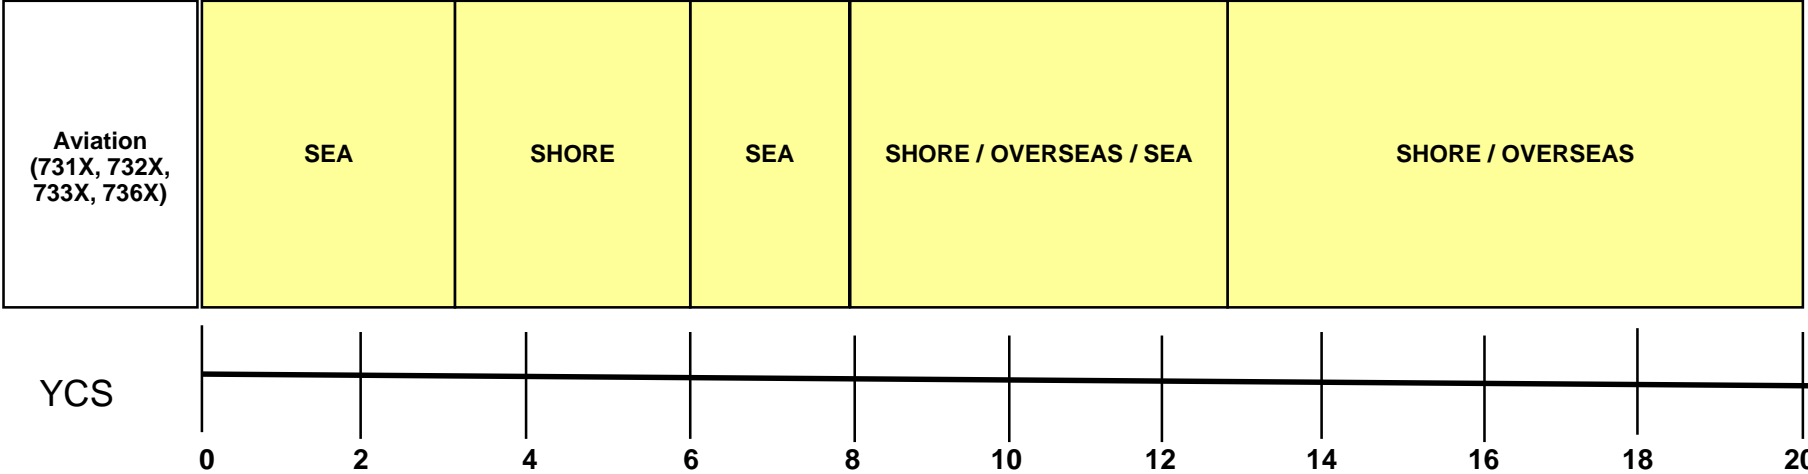 Aviation
(731X, 732X,
733X, 736X)
SEA
SHORE
SEA
SHORE / OVERSEAS / SEA
SHORE / OVERSEAS
YCS
0 2 4 6 8 10 12 14 16 18 20